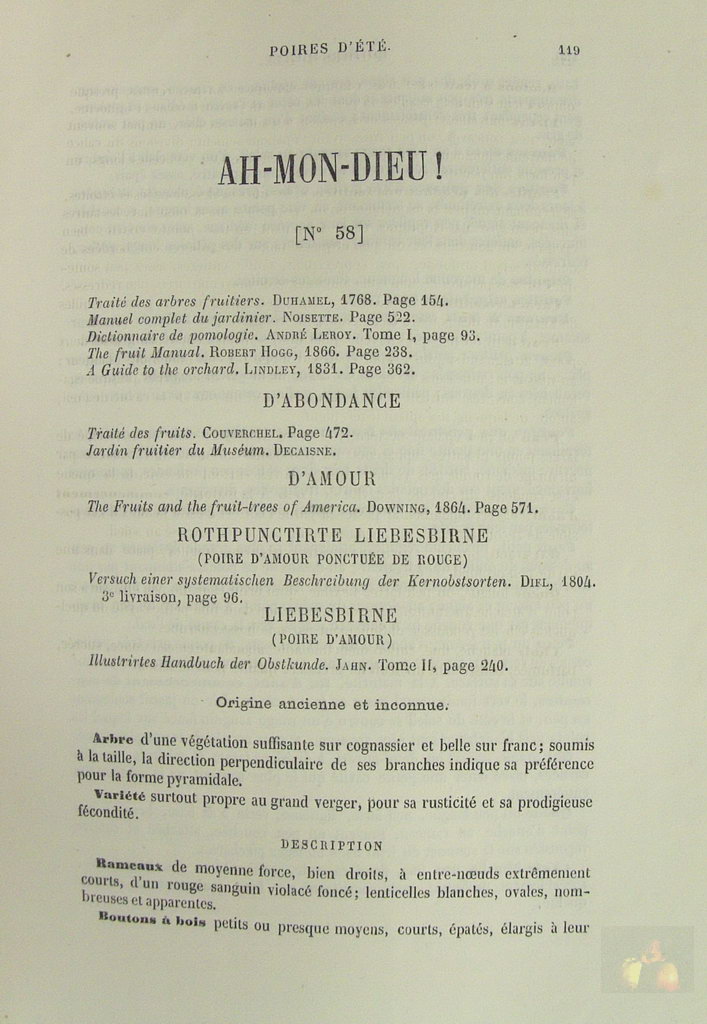 POIRES D'ÉTÉ.
119
AH-MON-DIEU !
[N° 58]
Traité des arbres fruitiers. DUHAMEL, 1768. Page 154.
Manuel complet du jardinier. NOISETTE. Page 522.
Dictionnaire de pomologie. ANDRÉ LEROY. Tome I, page 93.
The fruit Manual. ROBERT HOGG, 1866. Page 238.
A Guide to the orchard. LINDLEY, 1831. Page 362.
D'ABONDANCE
Traité des fruits. COUVERCHEL. Page 472.
Jardin fruitier du Muséum. DECAISNE.
D'AMOUR
The Fruits and the fruit-trees of America. DOWNING, 1864. Page 571.
ROTHPUNCTIRTE LIEBESBIRNE
(POIRE D'AMOUR PONCTUÉE DE ROUGE)
Versuch einer systematischen Beschreibung der Kernobstsorten. DIEL, 1804.
3e livraison, page 96.
LIEBESBIRNE
(POIRE D'AMOUR)
Illustrirtes Handbuch der Obstkunde. JAHN. Tome II, page 240.
Origine ancienne et inconnue.
Arbre d'une végétation suffisante sur cognassier et belle sur franc; soumis
à la taille, la direction perpendiculaire de ses branches indique sa préférence
pour la forme pyramidale.
Variété surtout propre au grand verger, pour sa rusticité et sa prodigieuse
fécondité.
DESCRIPTION
Rameaux de moyenne force, bien droits, à entre-nœuds extrêmement
courts, d'un rouge sanguin violacé foncé; lenticelles blanches, ovales, nom-
breuses et apparentes.
Boutons à bois petits ou presque moyens, courts, épatés, élargis à leur